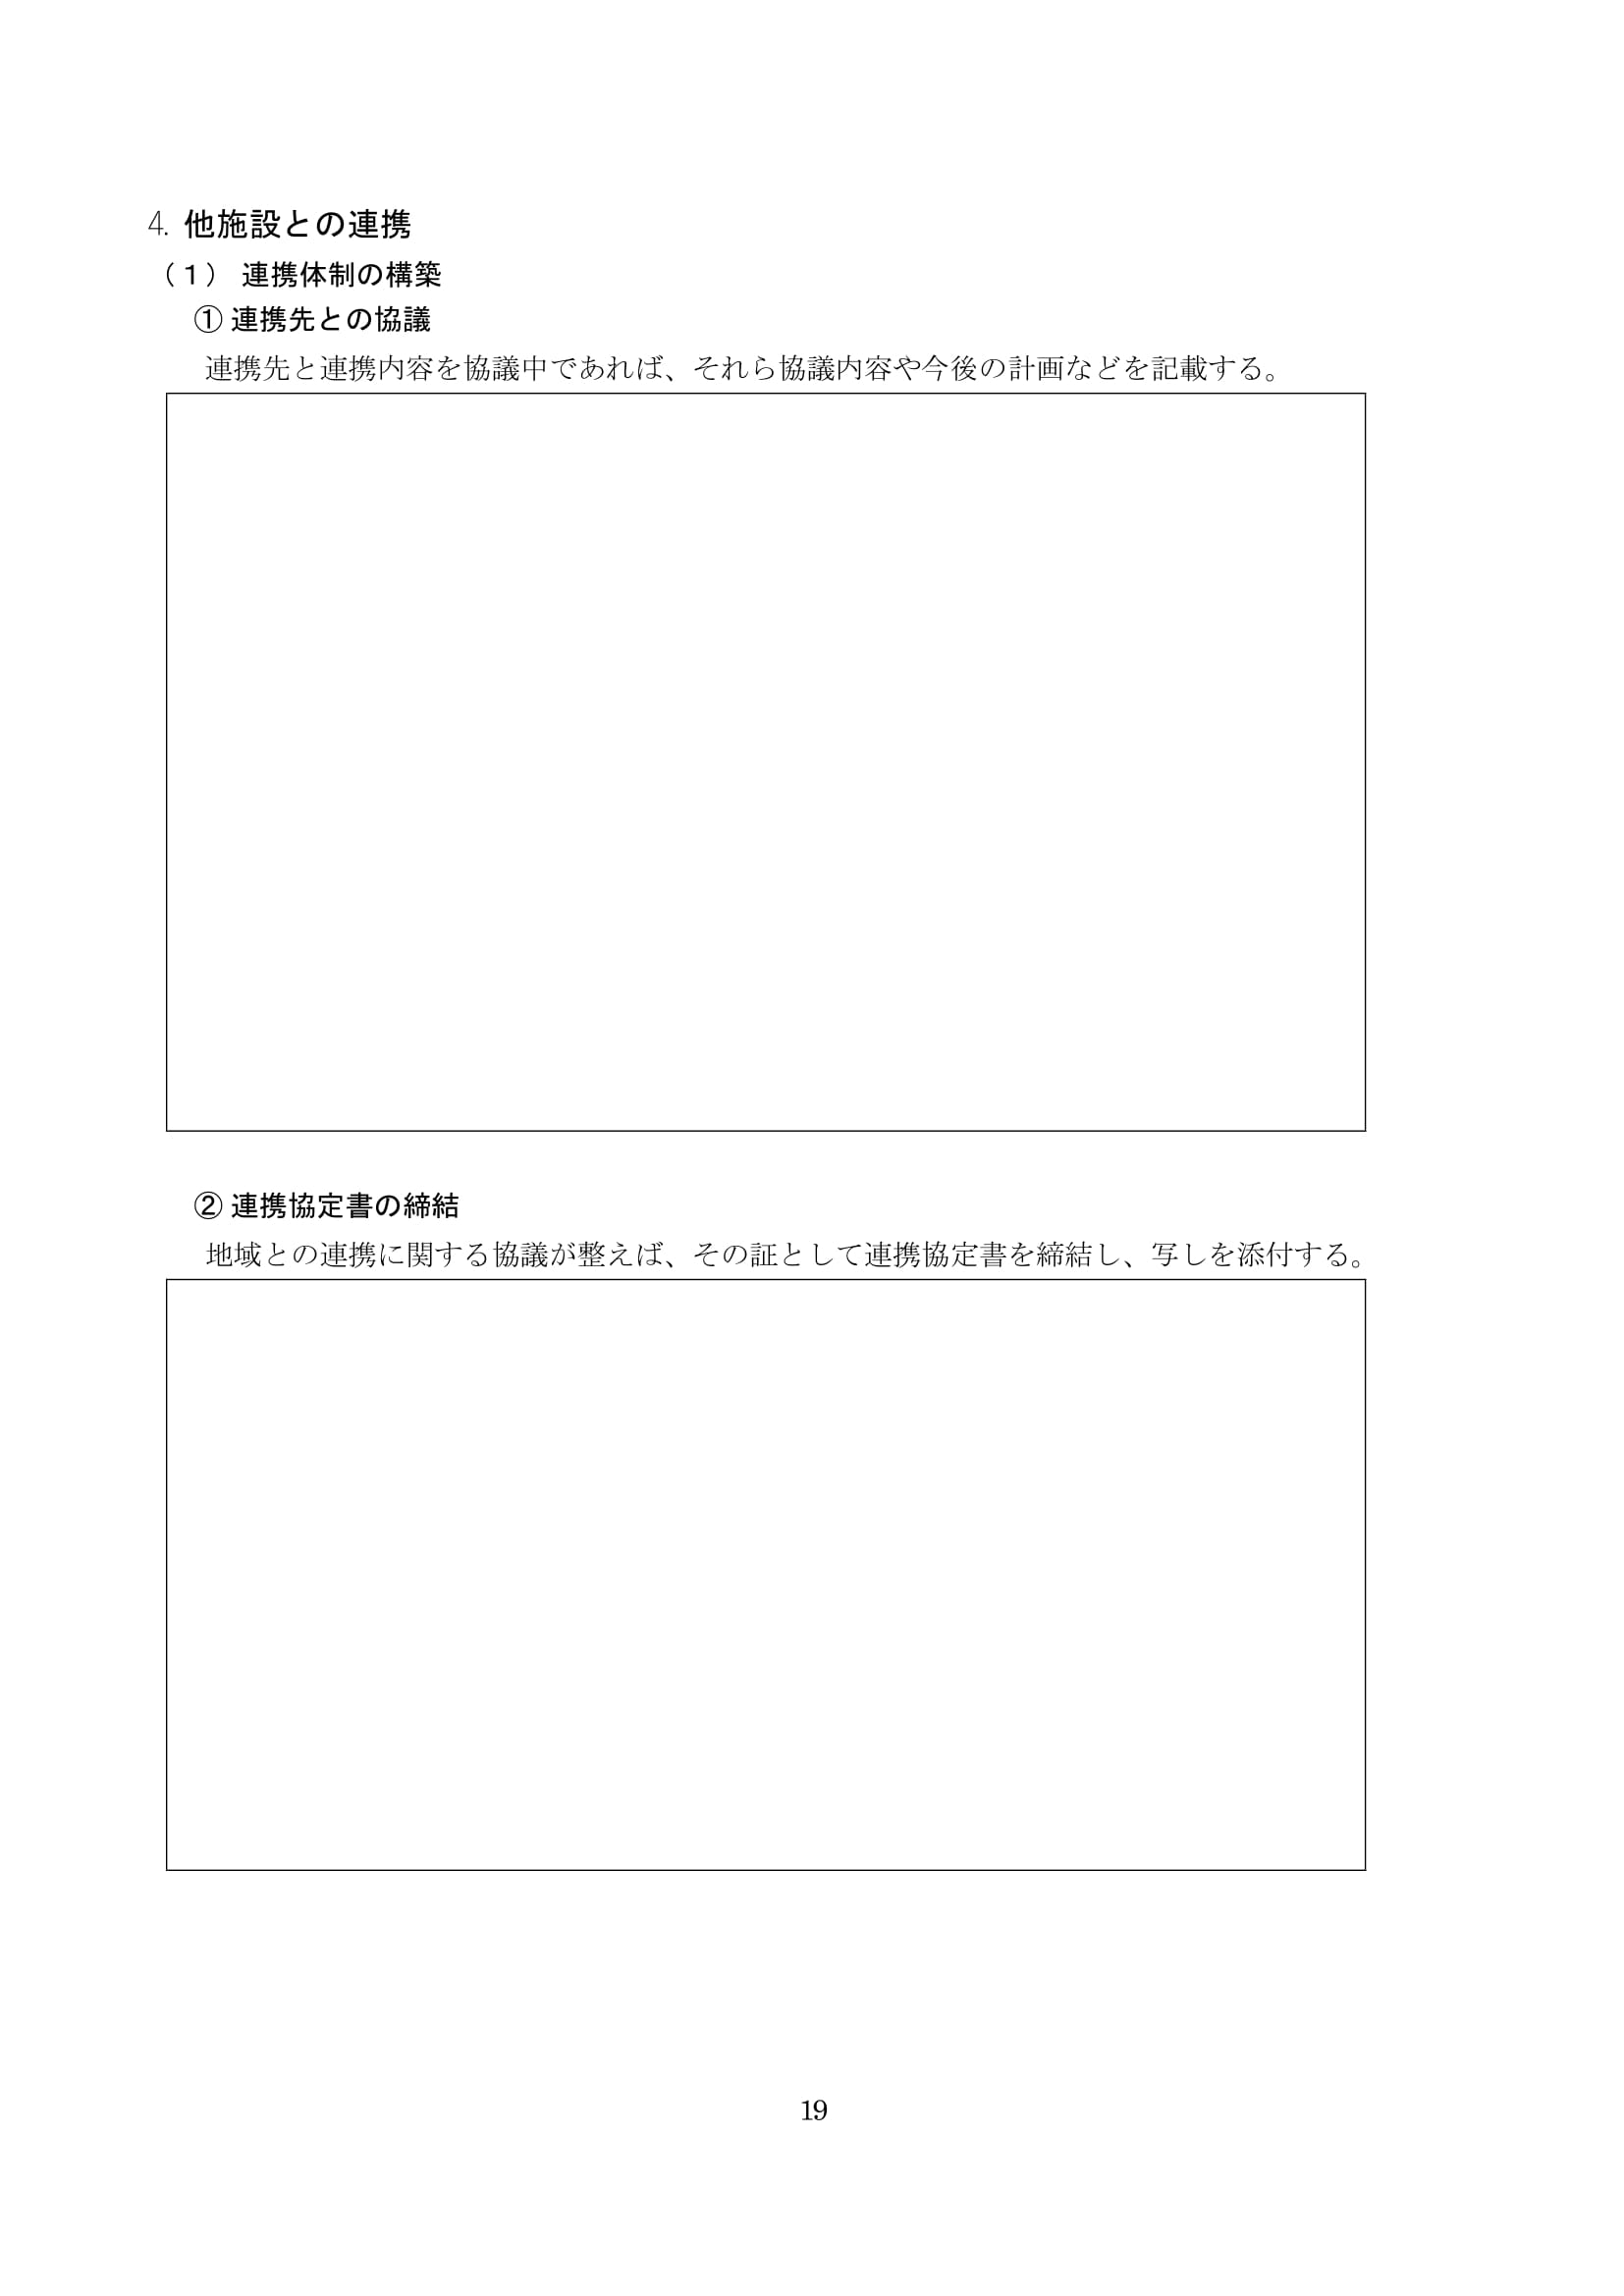 4. 他施設との連携
（1） 連携体制の構築
① 連携先との協議
連携先と連携内容を協議中であれば、それら協議内容や今後の計画などを記載する。
② 連携協定書の締結
地域との連携に関する協議が整えば、その証として連携協定書を締結し、写しを添付する。
19